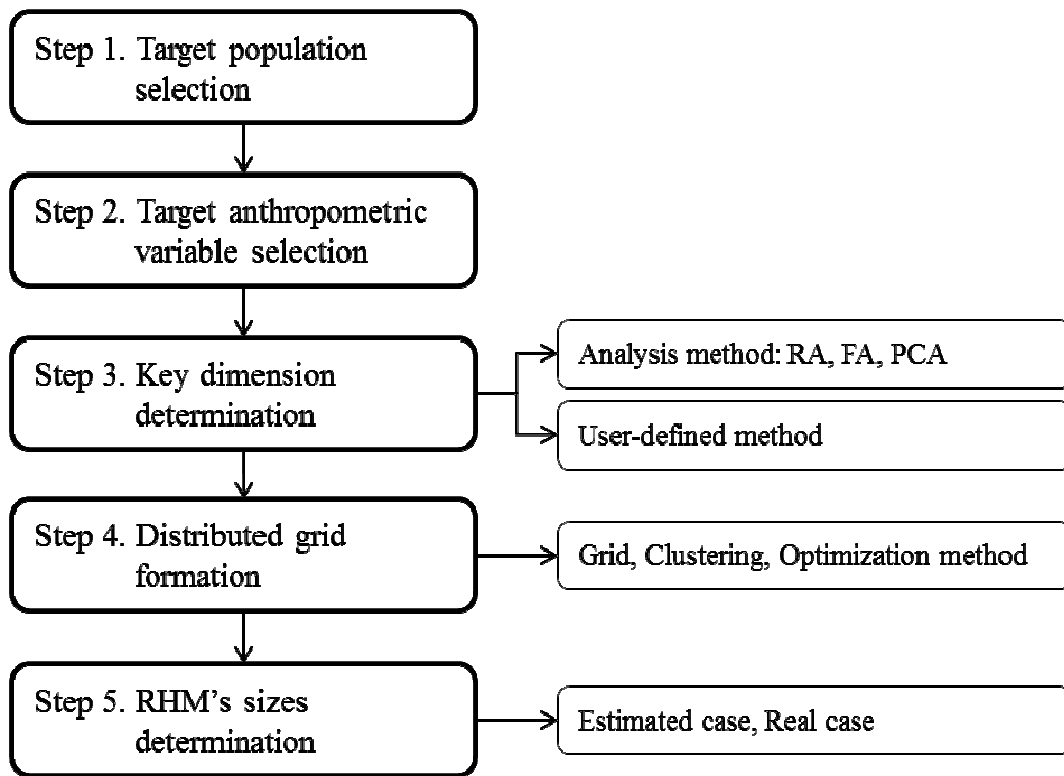 Step 1. Target population
selection
Step 2. Target anthropometric
variable selection
Step 3. Key dimension
determination
Analysis method: RA, FA, PCA
User-defined method
Step 4. Distributed grid
formation
Grid, Clustering, Optimization method
Step 5. RHM's sizes
determination
Estimated case, Real case